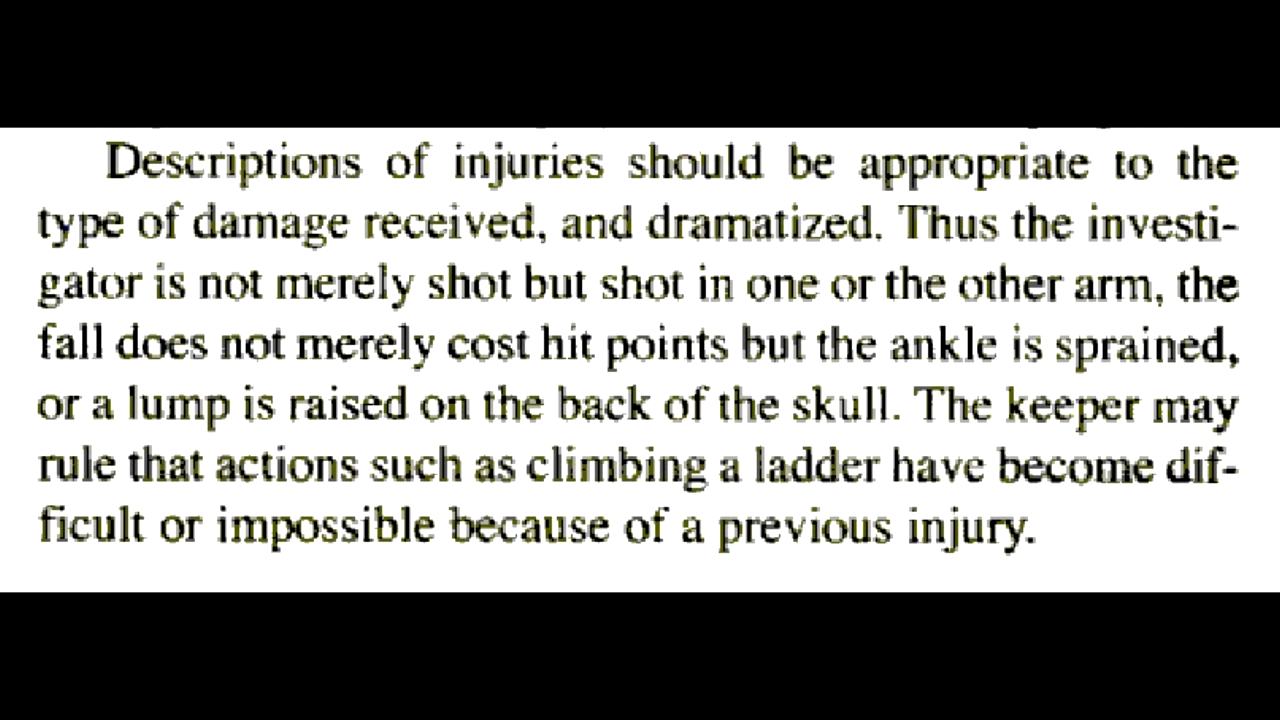 Descriptions of injuries should be appropriate to the
type of damage received, and dramatized. Thus the investi-
gator is not merely shot but shot in one or the other arm, the
fall does not merely cost hit points but the ankle is sprained,
or a lump is raised on the back of the skull. The keeper may
rule that actions such as climbing a ladder have become dif-
ficult or impossible because of a previous injury.